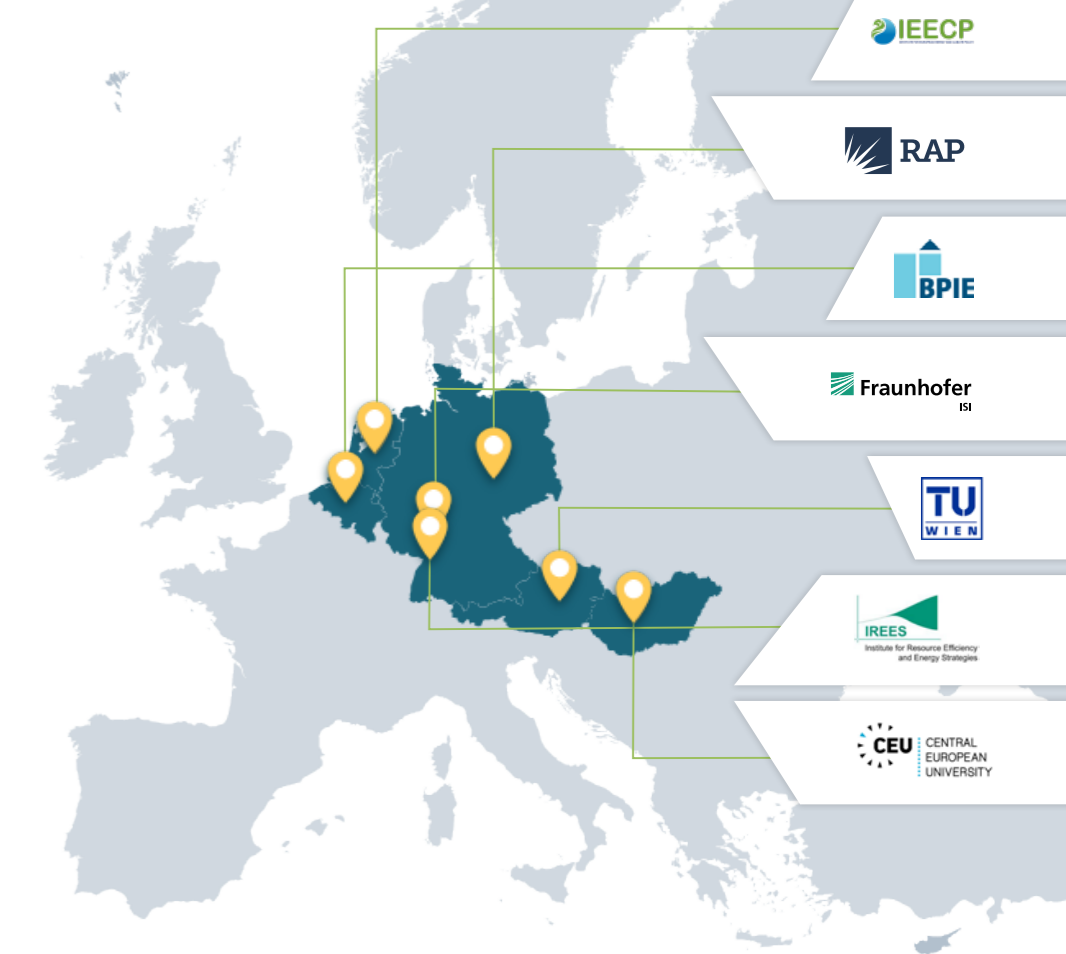 IEECP
RAP
BPIE
Fraunhofer
ISI
TU
WIEN
IREES
Institute for Resource Efficiency
and Energy Strategies
CEU
CENTRAL
EUROPEAN
UNIVERSITY